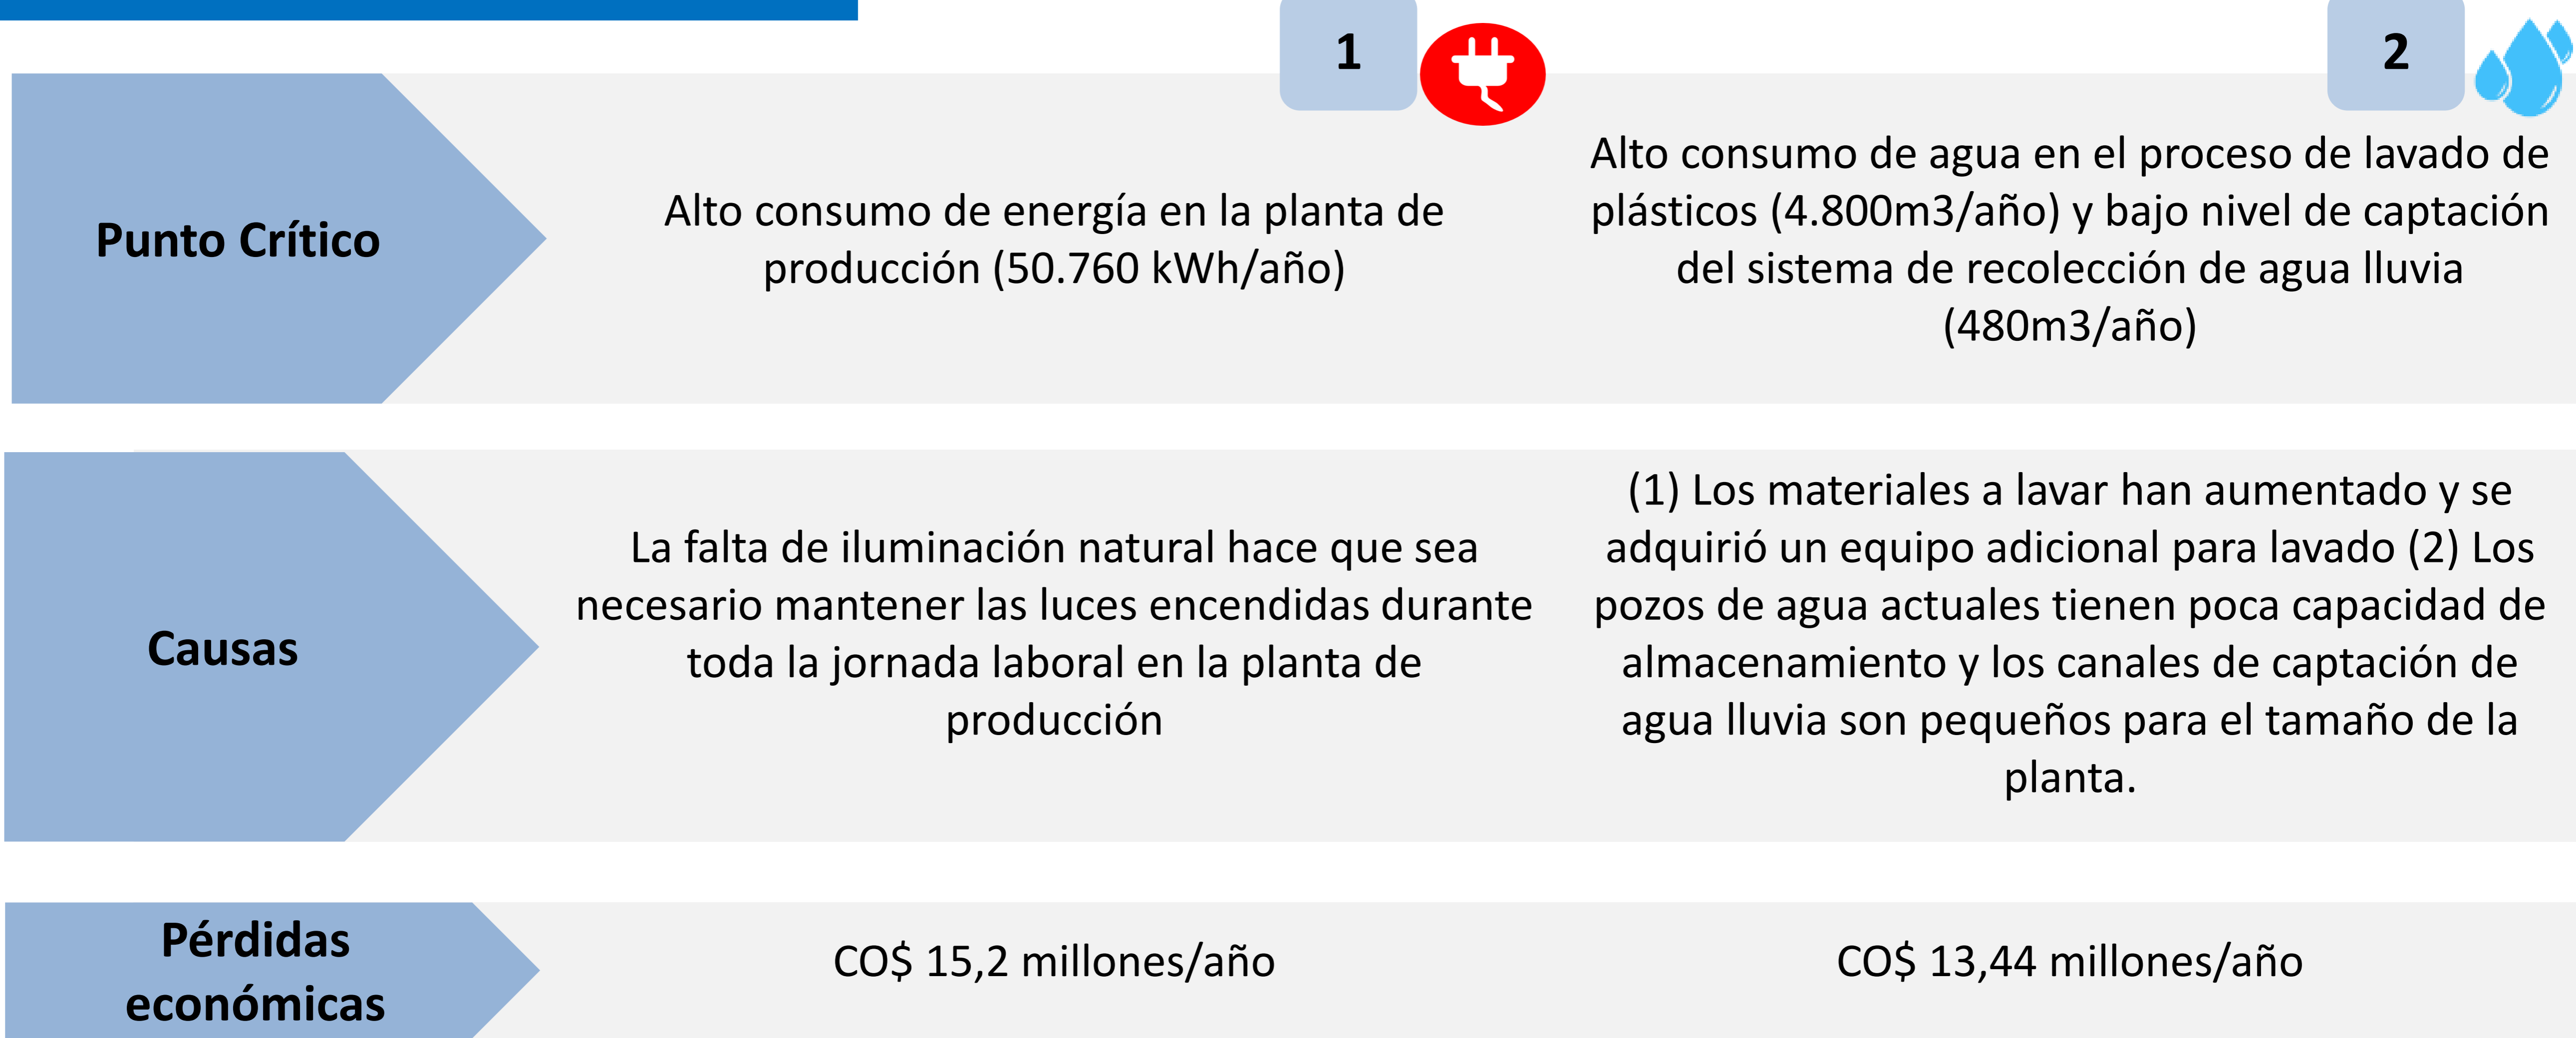 1
2
Punto Crítico
Alto consumo de energía en la planta de
producción (50.760 kWh/año)
Alto consumo de agua en el proceso de lavado de
plásticos (4.800m3/año) y bajo nivel de captación
del sistema de recolección de agua lluvia
(480m3/año)
Causas
La falta de iluminación natural hace que sea
necesario mantener las luces encendidas durante
toda la jornada laboral en la planta de
producción
(1) Los materiales a lavar han aumentado y se
adquirió un equipo adicional para lavado (2) Los
pozos de agua actuales tienen poca capacidad de
almacenamiento y los canales de captación de
agua lluvia son pequeños para el tamaño de la
planta.
Pérdidas
económicas
CO$ 15,2 millones/año
CO$ 13,44 millones/año